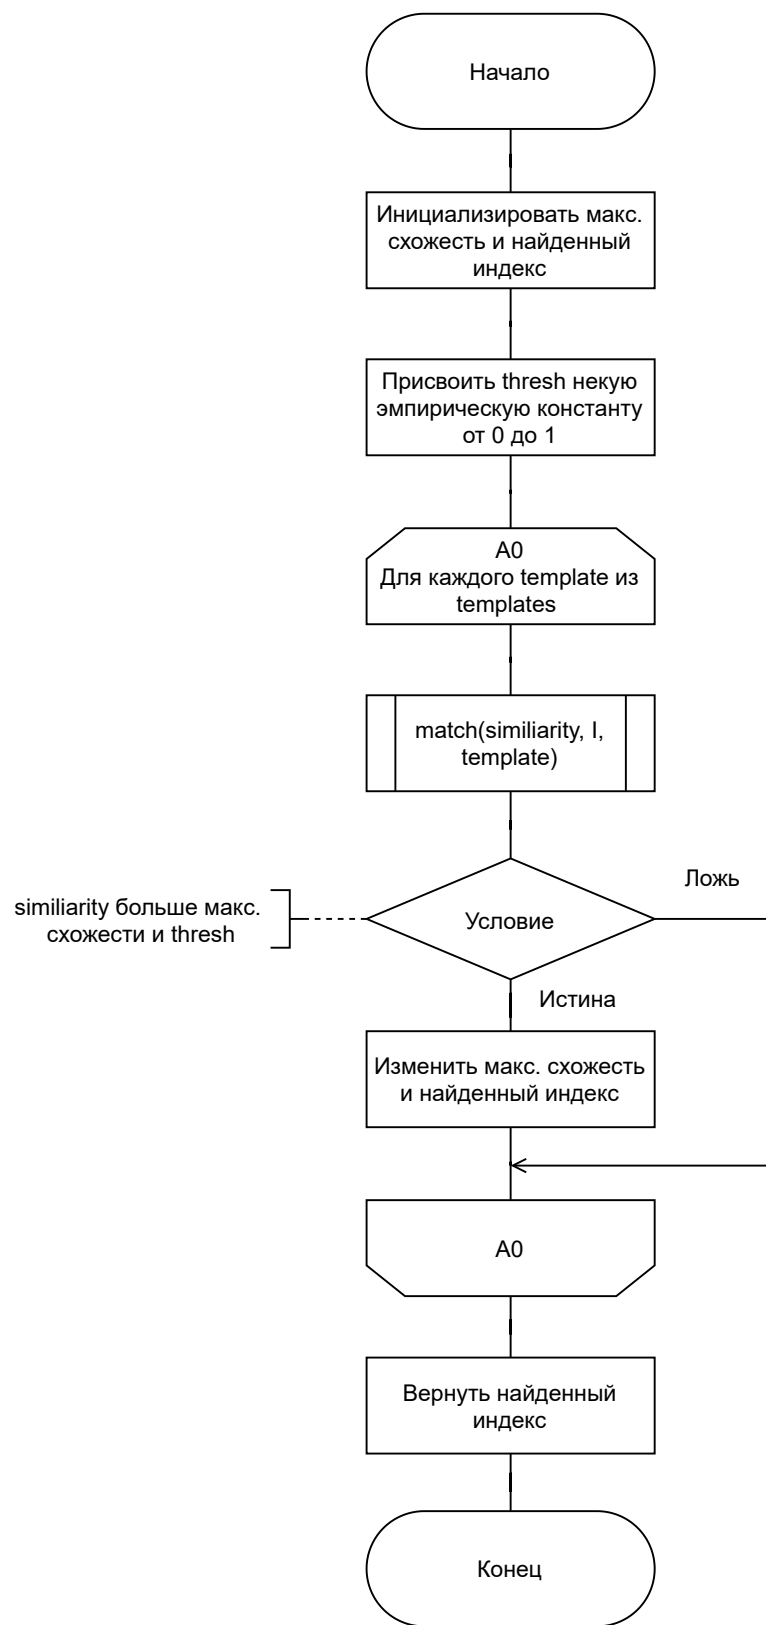 Начало
Инициализировать макс.
схожесть и найденный
индекс
Присвоить thresh некую
эмпирическую константу
от 0 до 1
A0
Для каждого template из
templates
match(similiarity, I,
template)
Ложь
similiarity больше макс.
схожести и thresh
Условие
Истина
Изменить макс. схожесть
и найденный индекс
A0
Вернуть найденный
индекс
Конец